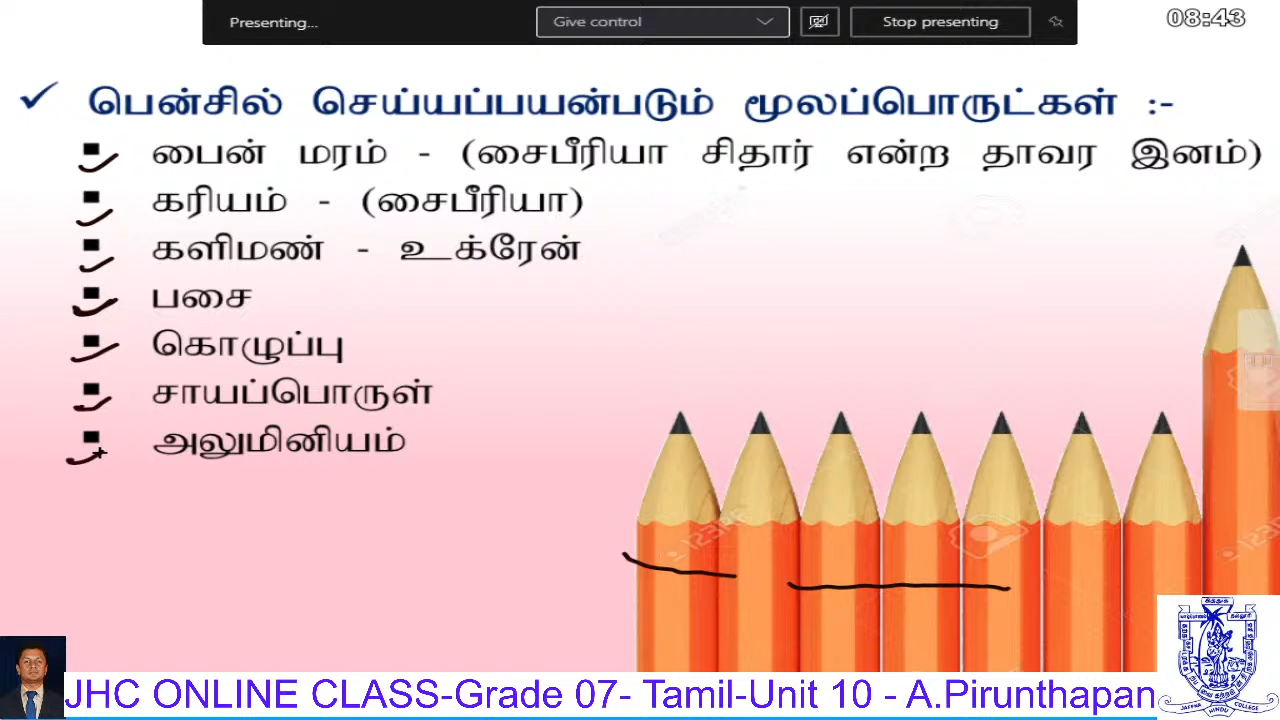 Presenting...
Give control
Stop presenting
08:43
பென்சில் செய்யப்பயன்படும் மூலப்பொருட்கள் :-
பைன் மரம் - (சைபீரியா சிதார் என்ற தாவர இனம்)
கரியம் - (சைபீரியா)
களிமண் - உக்ரேன்
பசை
கொழுப்பு
சாயப்பொருள்
அலுமினியம்
JHC ONLINE CLASS-Grade 07- Tamil-Unit 10 - A.Pirunthapan